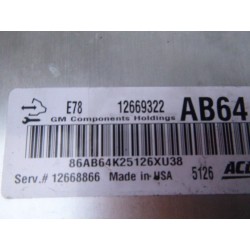 E78 12669322 AB64
GM Components Holdings
86AB64K25126XU38
Serv.# 12668866 Made in USA 5126